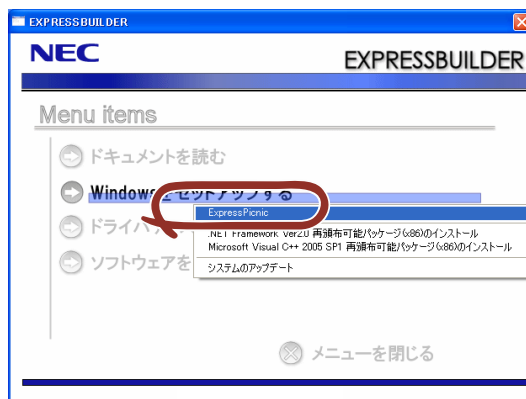 EXPRESSBUILDER
NEC
EXPRESSBUILDER
Menu items
ドキュメントを読む
Windowsをセットアップする
ExpressPicnic
ドライバ
.NET Framework Ver2.0 再頒布可能パッケージ(x86)のインストール
Microsoft Visual C++ 2005 SP1 再頒布可能パッケージ(x86)のインストール
ソフトウェアを
システムのアップデート
メニューを閉じる